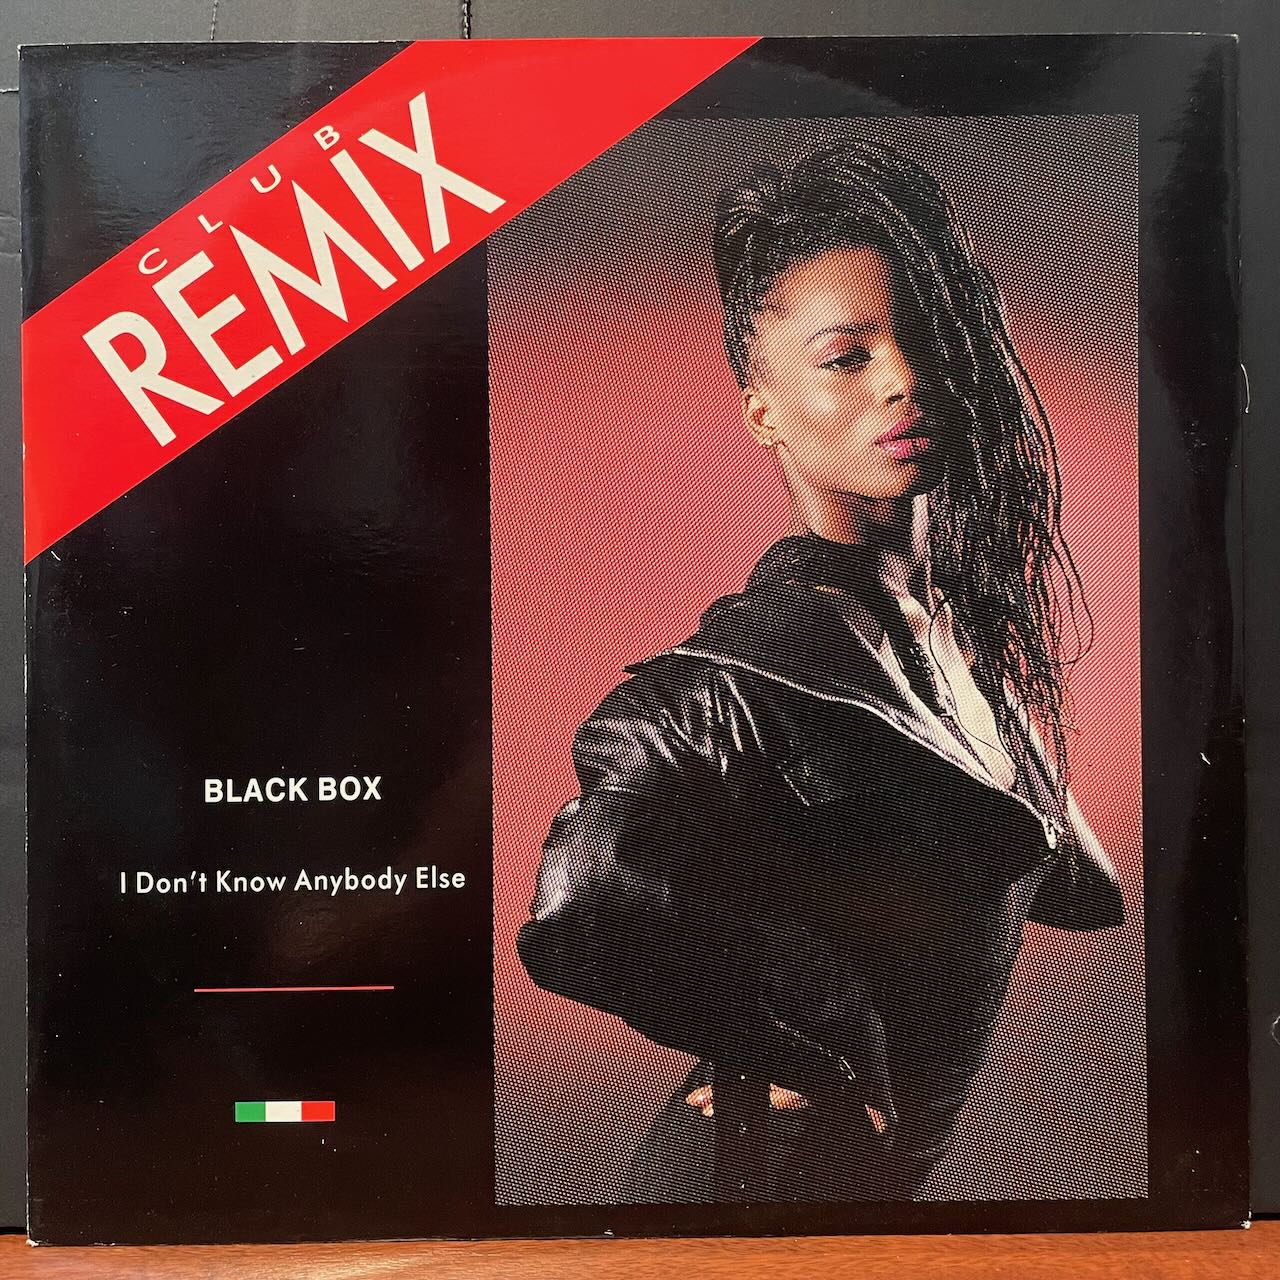 CLUB
REMIX
BLACK BOX
I Don't Know Anybody Else